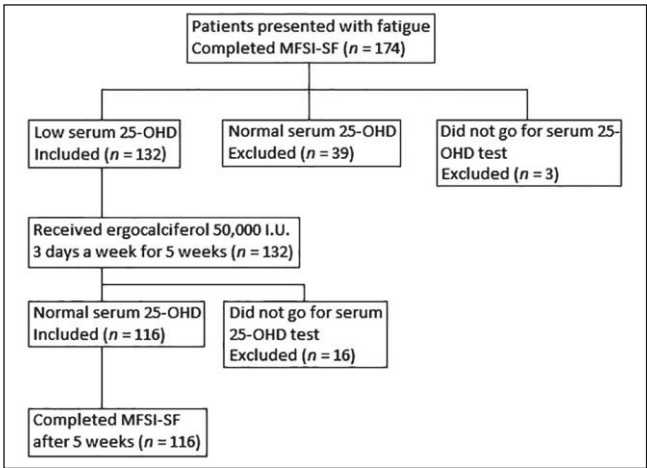 Patients presented with fatigue
Completed MFSI-SF (n = 174)
Low serum 25-OHD
Included (n = 132)
Normal serum 25-OHD
Excluded (n = 39)
Did not go for serum 25-
OHD test
Excluded (n = 3)
Received ergocalciferol 50,000 I.U.
3 days a week for 5 weeks (n = 132)
Normal serum 25-OHD
Included (n = 116)
Did not go for serum
25-OHD test
Excluded (n = 16)
Completed MFSI-SF
after 5 weeks (n = 116)